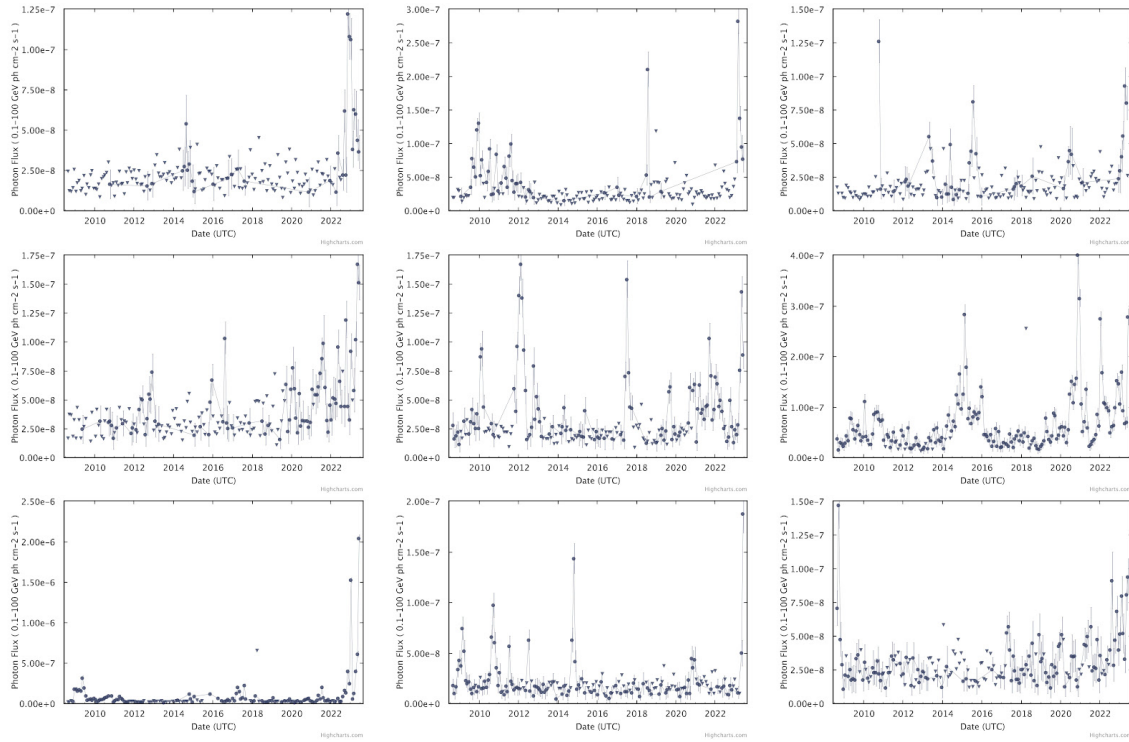 1.25e-7
1.00e-7
7.50e-8
5.00e-8
2.50e-8
0.00e+0
Photon Flux ( 0.1-100 GeV ph cm-2 s-1 )
2010 2012 2014 2016 2018 2020 2022
Date (UTC)
Highcharts.com
3.00e-7
2.50e-7
2.00e-7
1.50e-7
1.00e-7
5.00e-8
0.00e+0
Photon Flux ( 0.1-100 GeV ph cm-2 s-1 )
2010 2012 2014 2016 2018 2020 2022
Date (UTC)
Highcharts.com
1.50e-7
1.25e-7
1.00e-7
7.50e-8
5.00e-8
2.50e-8
0.00e+0
Photon Flux ( 0.1-100 GeV ph cm-2 s-1 )
2010 2012 2014 2016 2018 2020 2022
Date (UTC)
Highcharts.com
1.75e-7
1.50e-7
1.25e-7
1.00e-7
7.50e-8
5.00e-8
2.50e-8
0.00e+0
Photon Flux ( 0.1-100 GeV ph cm-2 s-1 )
2010 2012 2014 2016 2018 2020 2022
Date (UTC)
Highcharts.com
1.75e-7
1.50e-7
1.25e-7
1.00e-7
7.50e-8
5.00e-8
2.50e-8
0.00e+0
Photon Flux ( 0.1-100 GeV ph cm-2 s-1 )
2010 2012 2014 2016 2018 2020 2022
Date (UTC)
Highcharts.com
4.00e-7
3.00e-7
2.00e-7
1.00e-7
0.00e+0
Photon Flux ( 0.1-100 GeV ph cm-2 s-1 )
2010 2012 2014 2016 2018 2020 2022
Date (UTC)
Highcharts.com
2.50e-6
2.00e-6
1.50e-6
1.00e-6
5.00e-7
0.00e+0
Photon Flux ( 0.1-100 GeV ph cm-2 s-1 )
2010 2012 2014 2016 2018 2020 2022
Date (UTC)
Highcharts.com
2.00e-7
1.50e-7
1.00e-7
5.00e-8
0.00e+0
Photon Flux ( 0.1-100 GeV ph cm-2 s-1 )
2010 2012 2014 2016 2018 2020 2022
Date (UTC)
Highcharts.com
1.50e-7
1.25e-7
1.00e-7
7.50e-8
5.00e-8
2.50e-8
0.00e+0
Photon Flux ( 0.1-100 GeV ph cm-2 s-1 )
2010 2012 2014 2016 2018 2020 2022
Date (UTC)
Highcharts.com